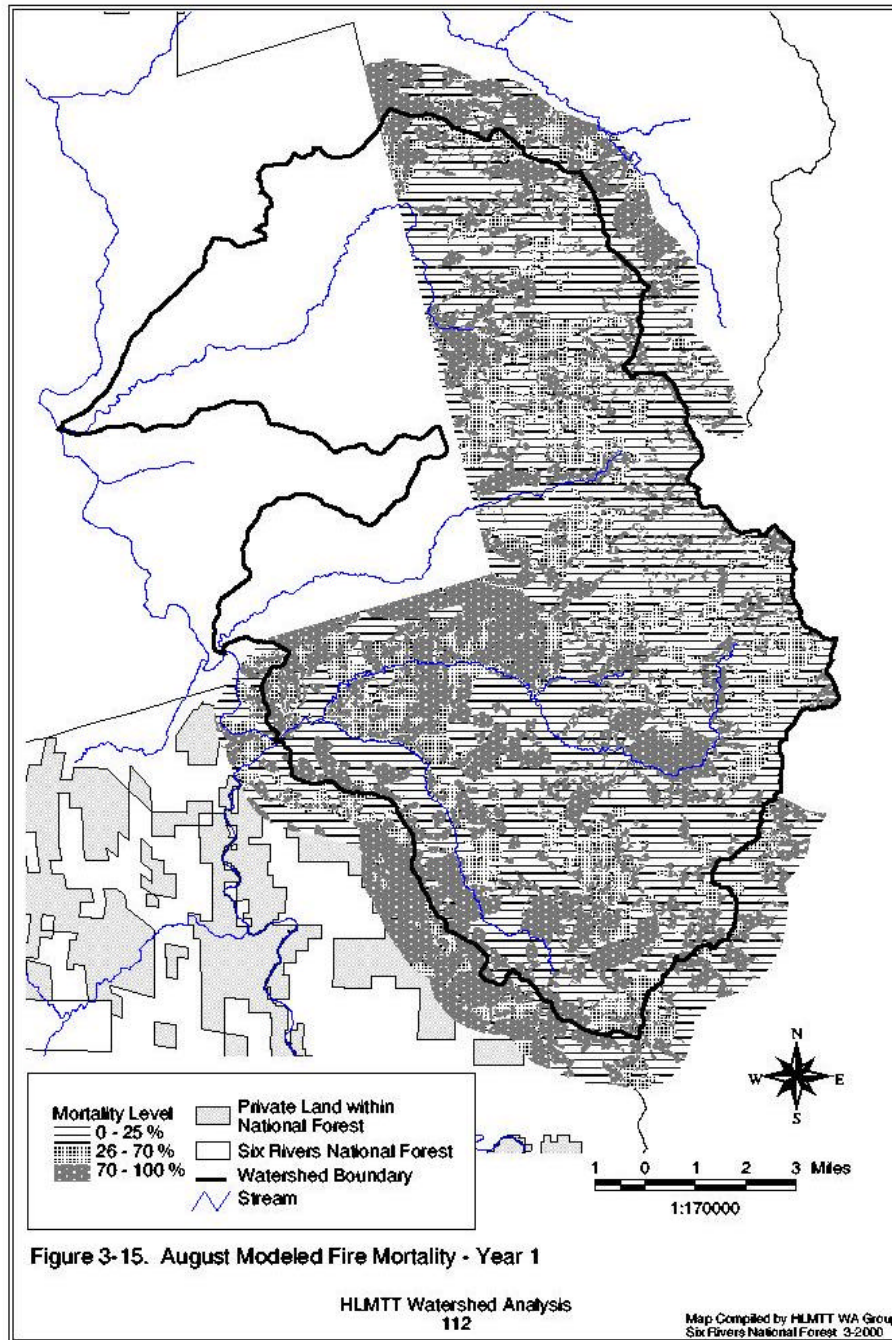 N
W E
S
Mortality Level
0 - 25 %
26 - 70 %
70 - 100 %
Private Land within
National Forest
Six Rivers National Forest
Watershed Boundary
Stream
1 0 1 2 3 Miles
1:170000
Figure 3-15. August Modeled Fire Mortality - Year 1
HLMTT Watershed Analysis
112
Map Compiled by HLMTT WA Group
Six Rivers National Forest 3-2000